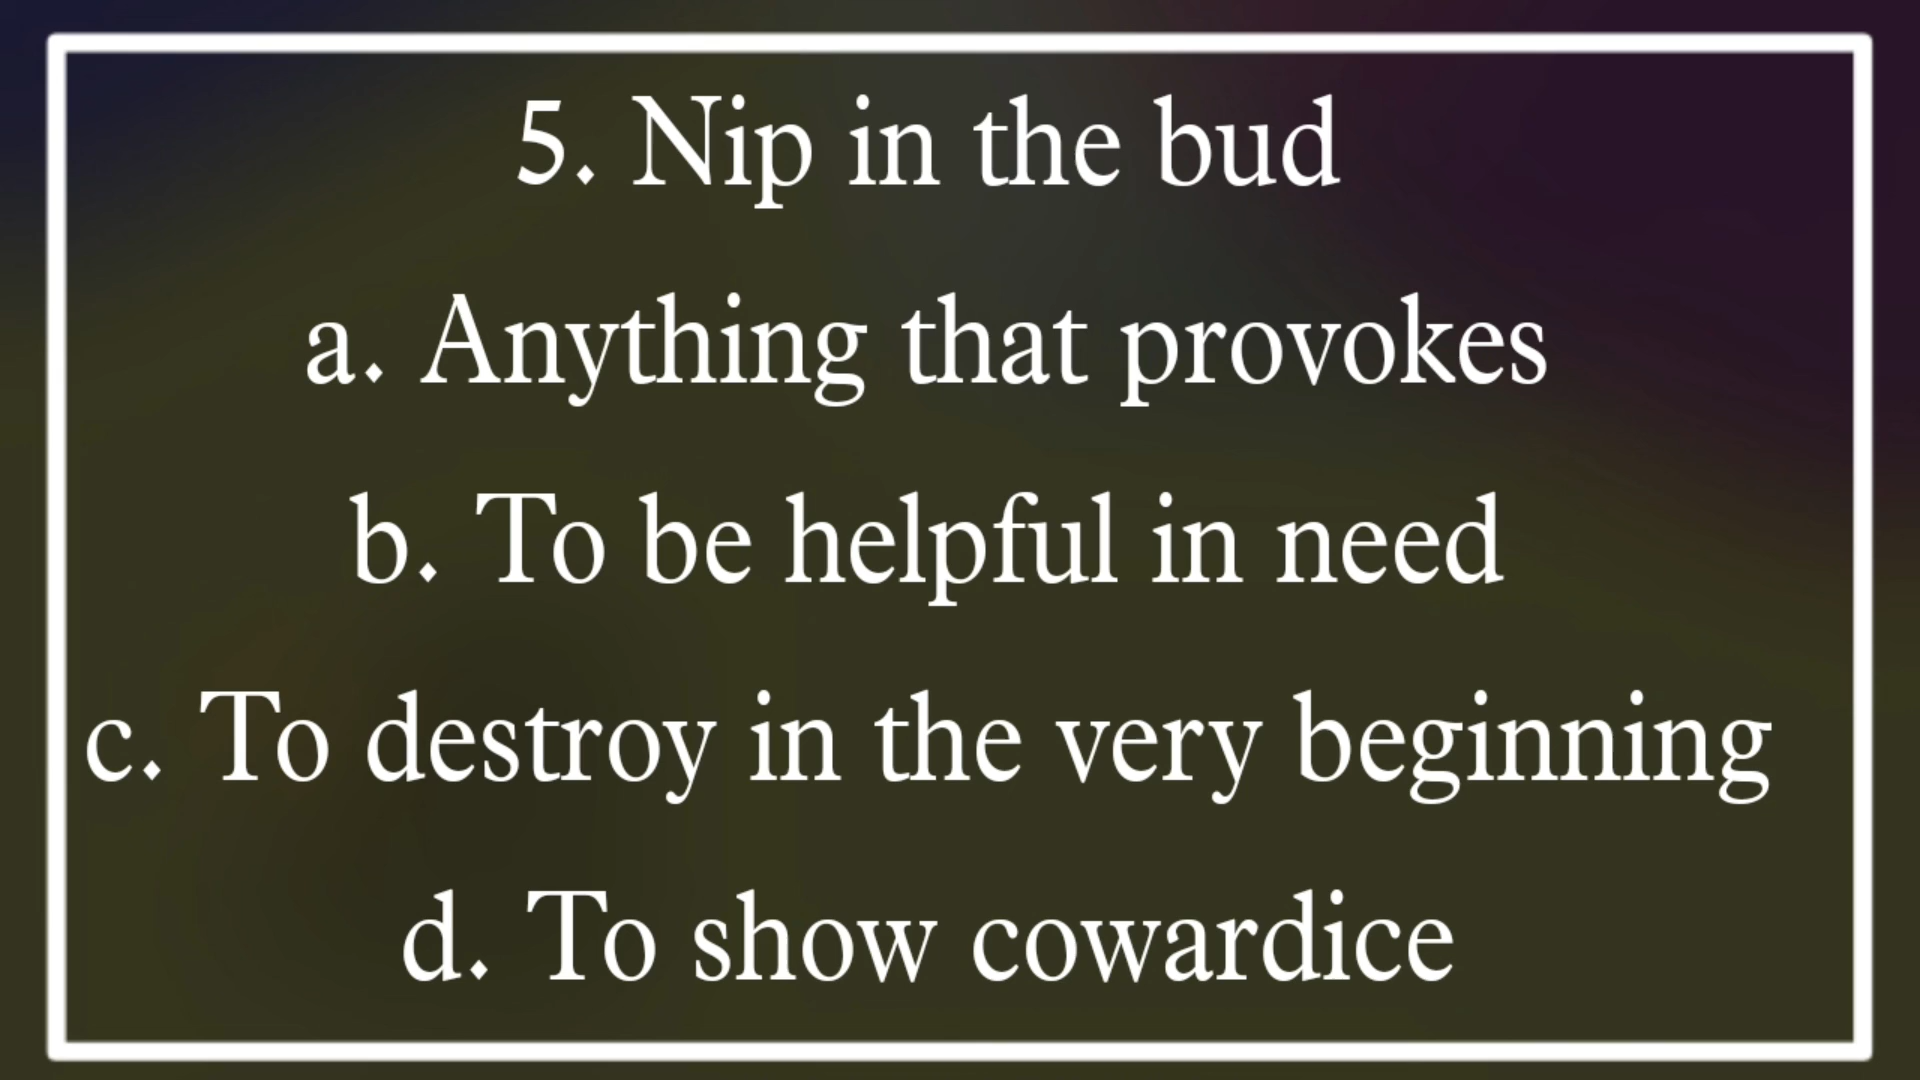 5. Nip in the bud
a. Anything that provokes
b. To be helpful in need
c. To destroy in the very beginning
d. To show cowardice